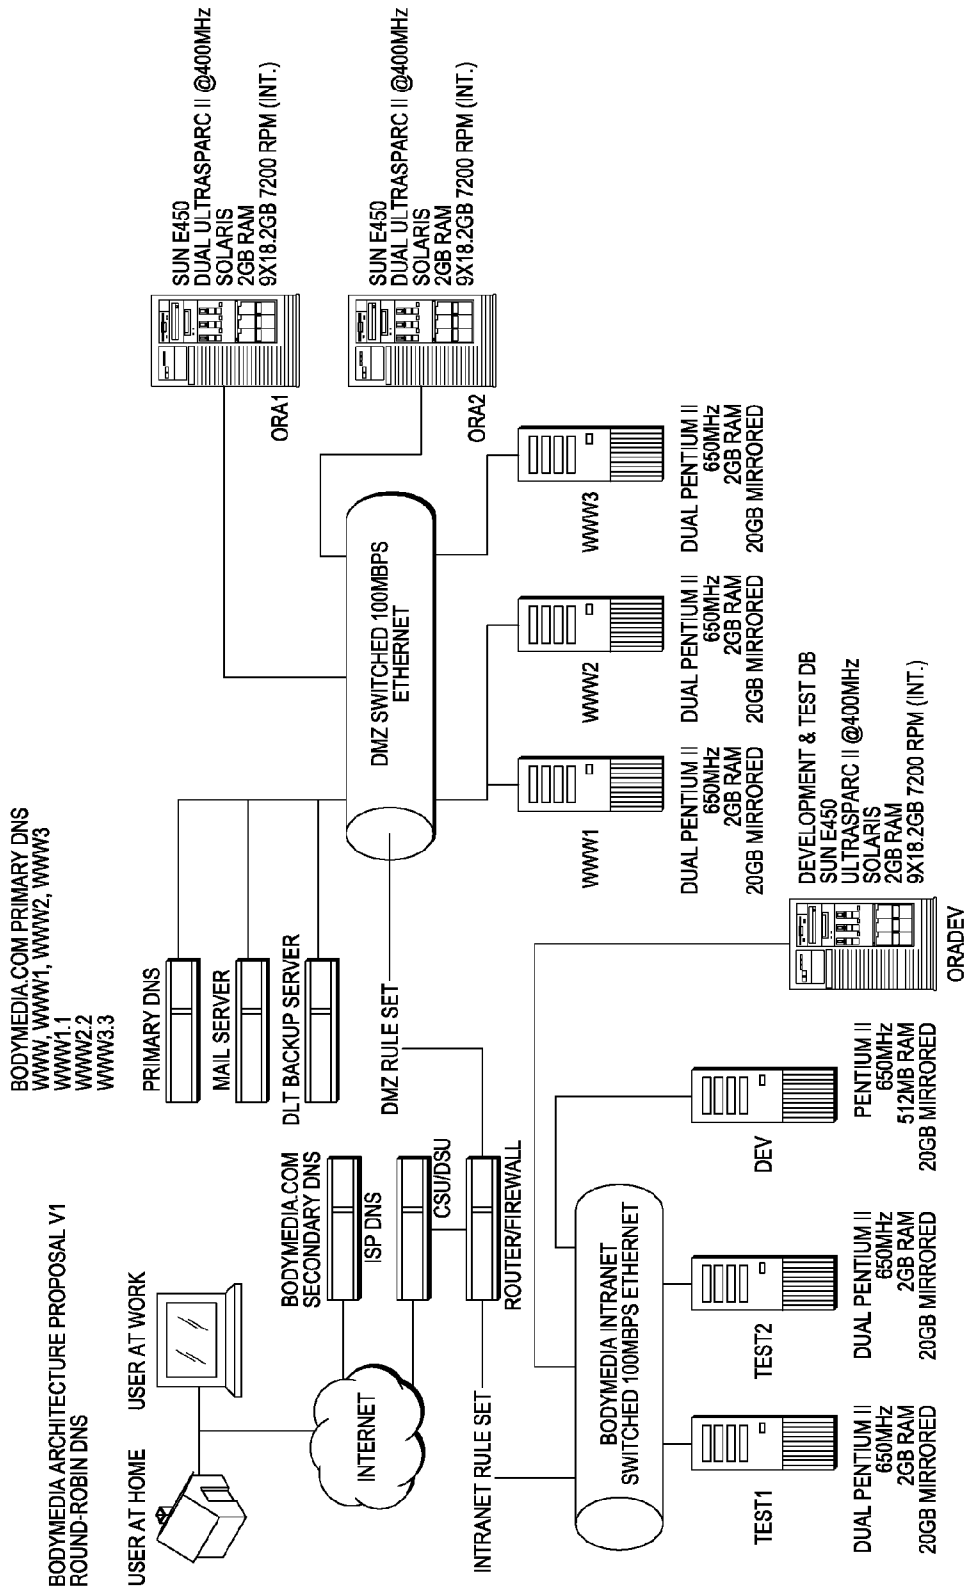 BODYMEDIA ARCHITECTURE PROPOSAL V1
ROUND-ROBIN DNS
USER AT HOME
USER AT WORK
INTERNET
BODYMEDIA.COM
SECONDARY DNS
ISP DNS
CSU/DSU
ROUTER/FIREWALL
INTRANET RULE SET
DMZ RULE SET
BODYMEDIA.COM PRIMARY DNS
WWW, WWW1, WWW2, WWW3
WWW1.1
WWW2.2
WWW3.3
PRIMARY DNS
MAIL SERVER
DLT BACKUP SERVER
DMZ SWITCHED 100MBPS
ETHERNET
SUN E450
DUAL ULTRASPARC II @400MHz
SOLARIS
2GB RAM
9X18.2GB 7200 RPM (INT.)
ORA1
SUN E450
DUAL ULTRASPARC II @400MHz
SOLARIS
2GB RAM
9X18.2GB 7200 RPM (INT.)
ORA2
WWW1
DUAL PENTIUM II
650MHz
2GB RAM
20GB MIRRORED
WWW2
DUAL PENTIUM II
650MHz
2GB RAM
20GB MIRRORED
WWW3
DUAL PENTIUM II
650MHz
2GB RAM
20GB MIRRORED
BODYMEDIA INTRANET
SWITCHED 100MBPS ETHERNET
TEST1
DUAL PENTIUM II
650MHz
2GB RAM
20GB MIRRORED
TEST2
DUAL PENTIUM II
650MHz
2GB RAM
20GB MIRRORED
DEV
PENTIUM II
650MHz
512MB RAM
20GB MIRRORED
DEVELOPMENT & TEST DB
SUN E450
ULTRASPARC II @400MHz
SOLARIS
2GB RAM
9X18.2GB 7200 RPM (INT.)
ORADEV